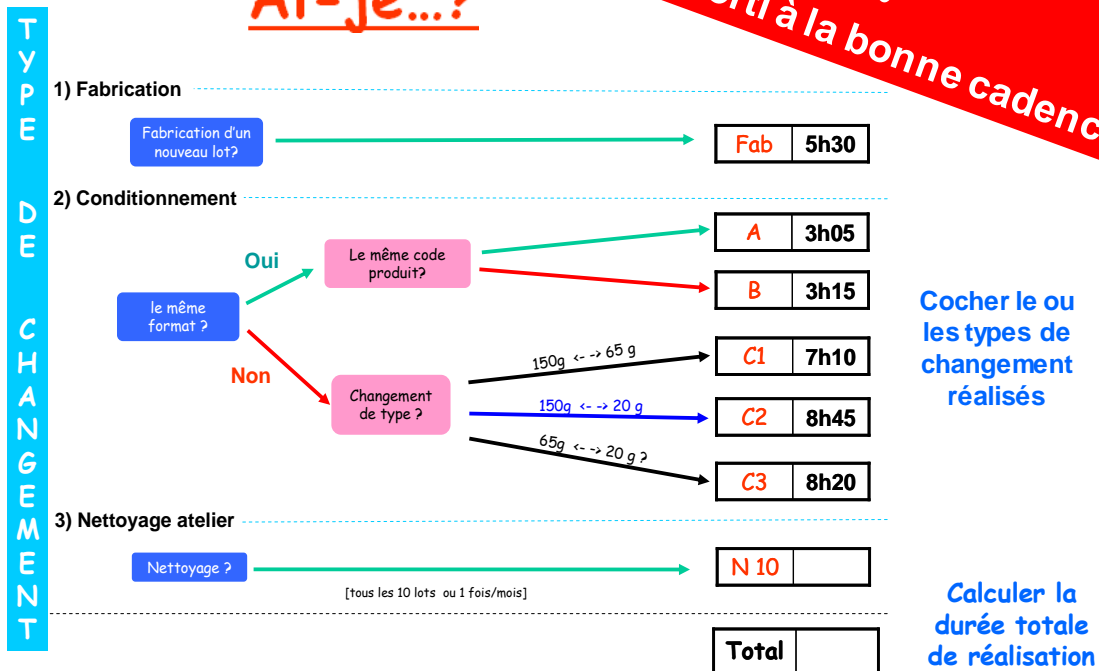 Ai-je...?
à la bonne
TYPE DE CHANGEMENT
1) Fabrication
Fabrication d'un
nouveau lot?
Fab 5h30
2) Conditionnement
le même
format ?
Oui
Non
Le même code
produit?
A 3h05
B 3h15
Changement
de type ?
150g <- -> 65 g
C1 7h10
150g <- -> 20 g
C2 8h45
65g <- -> 20 g ?
C3 8h20
Cocher le ou
les types de
changement
réalisés
3) Nettoyage atelier
Nettoyage ?
[tous les 10 lots ou 1 fois/mois]
N 10
Total
Calculer la
durée totale
de réalisation